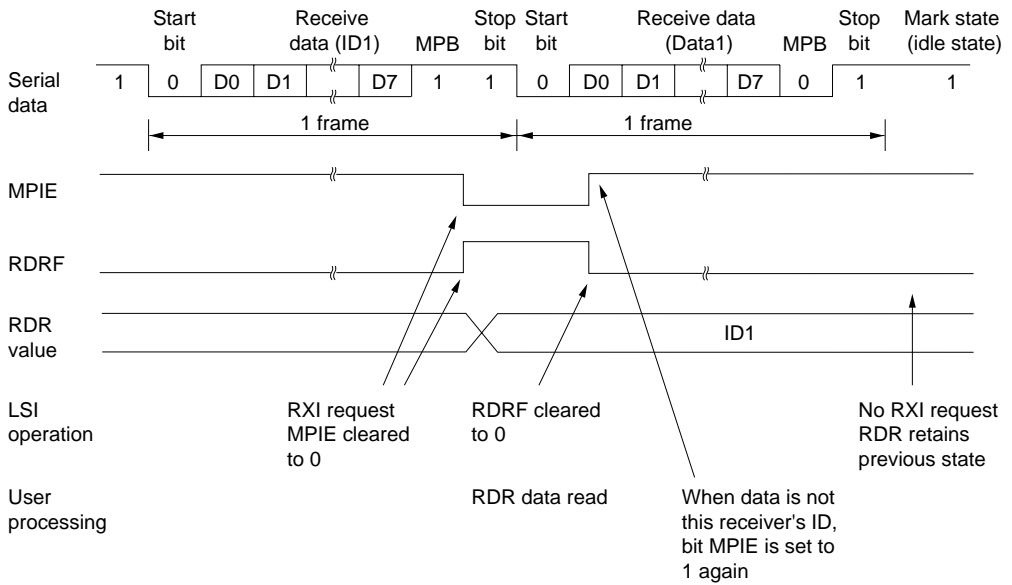 Start bit
Receive data (ID1)
MPB
Stop bit
Start bit
Receive data (Data1)
MPB
Stop bit
Mark state (idle state)
Serial data
1 0 D0 D1 D7 1 1 0 D0 D1 D7 0 1 1
1 frame
1 frame
MPIE
RDRF
RDR value
ID1
LSI operation
RXI request
MPIE cleared
to 0
RDRF cleared
to 0
No RXI request
RDR retains
previous state
User processing
RDR data read
When data is not
this receiver's ID,
bit MPIE is set to
1 again